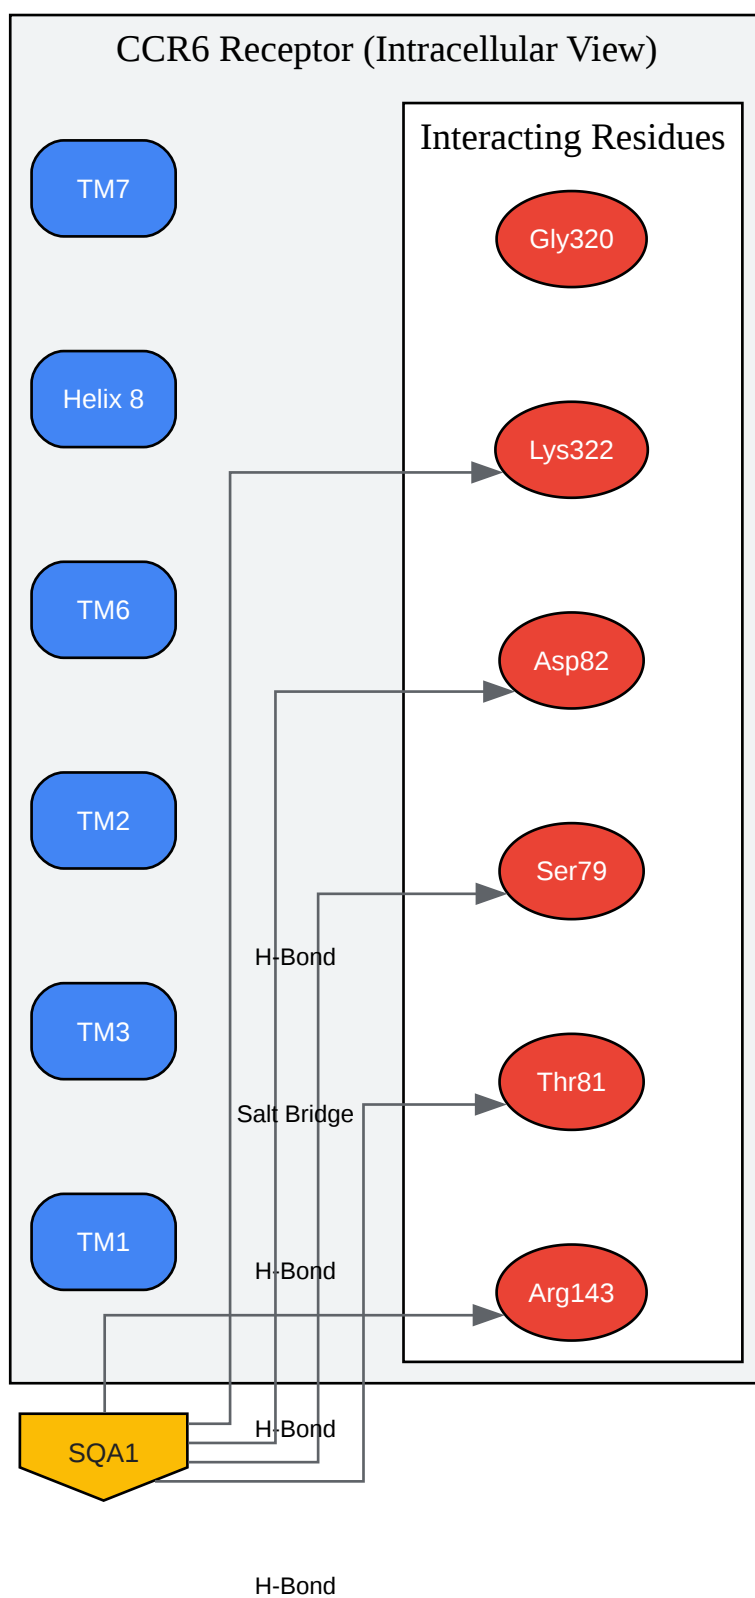 CCR6 Receptor (Intracellular View)
Interacting Residues
TM7
Gly320
Helix 8
Lys322
TM6
Asp82
TM2
Ser79
H-Bond
TM3
Thr81
Salt Bridge
TM1
H-Bond
Arg143
H-Bond
SQA1
H-Bond